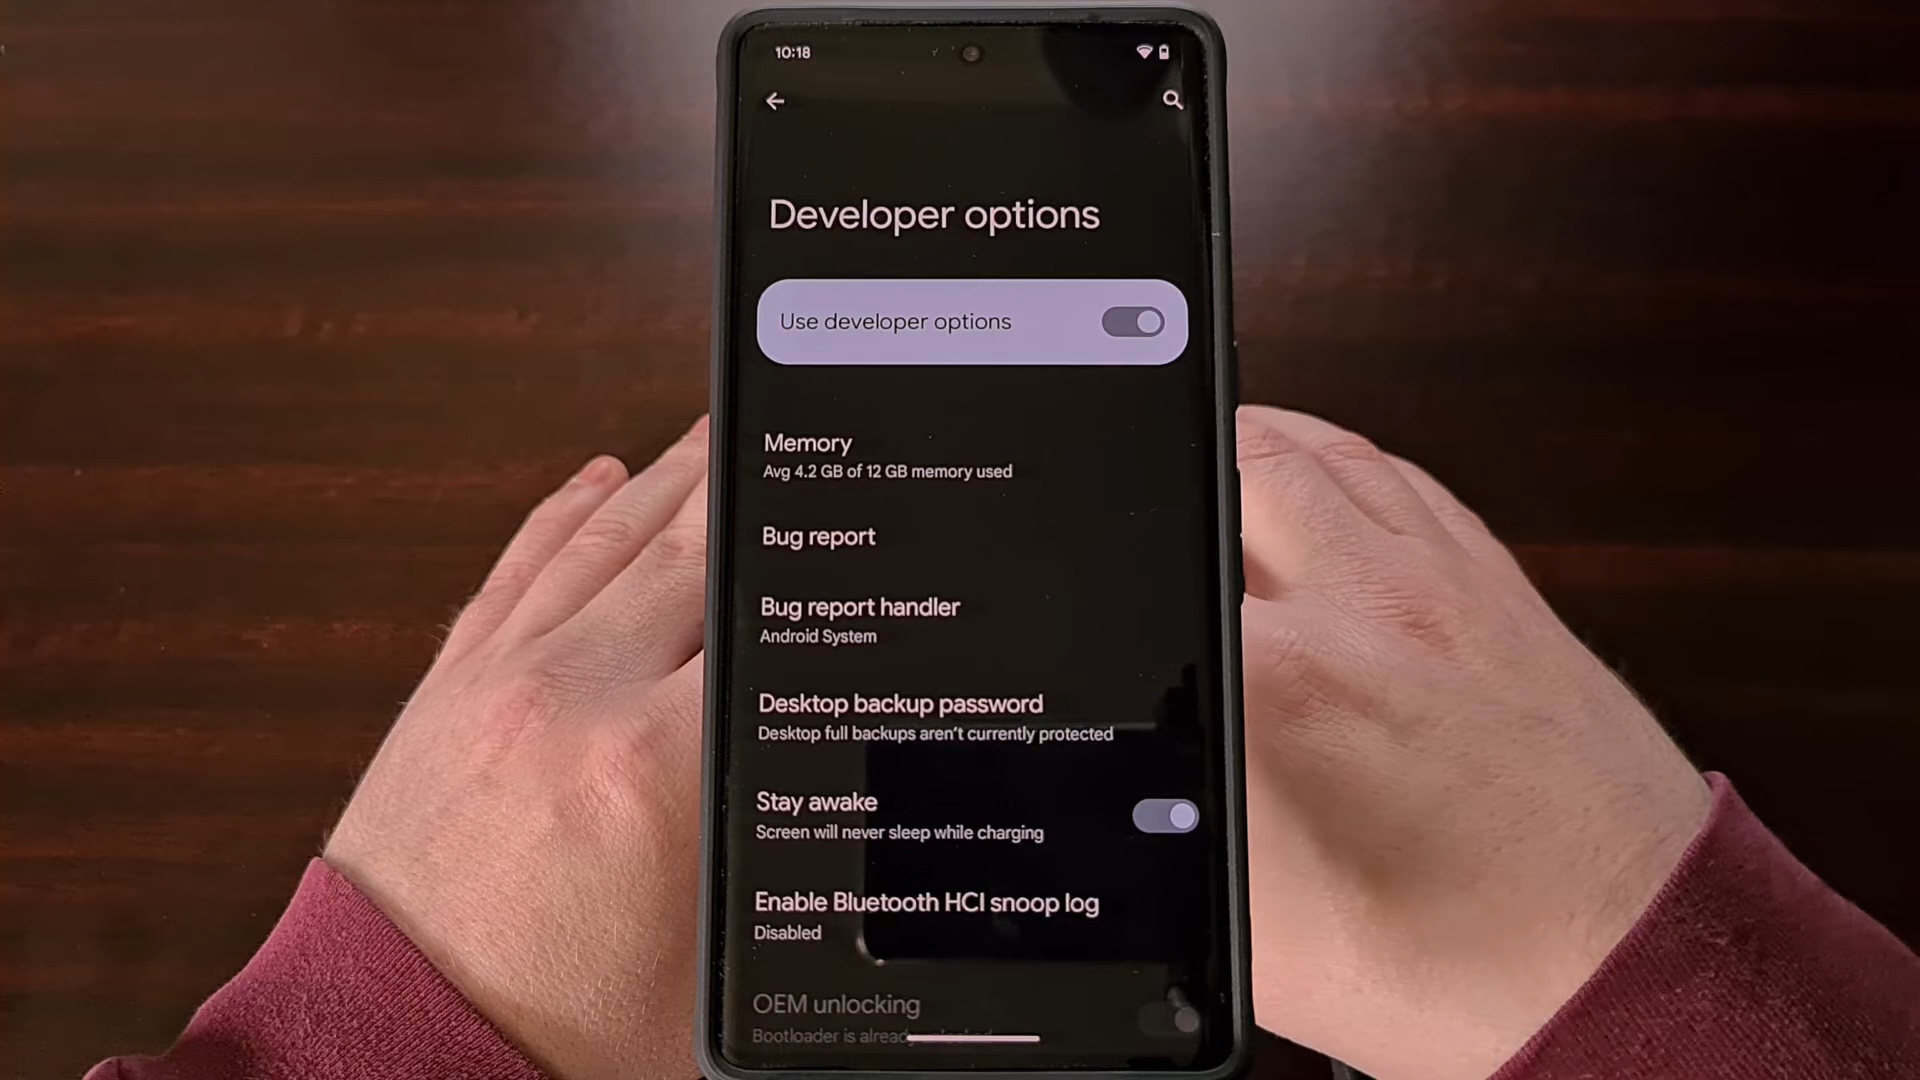 10:18
Developer options
Use developer options
Memory
Avg 4.2 GB of 12 GB memory used
Bug report
Bug report handler
Android System
Desktop backup password
Desktop full backups aren't currently protected
Stay awake
Screen will never sleep while charging
Enable Bluetooth HCI snoop log
Disabled
OEM unlocking
Bootloader is already